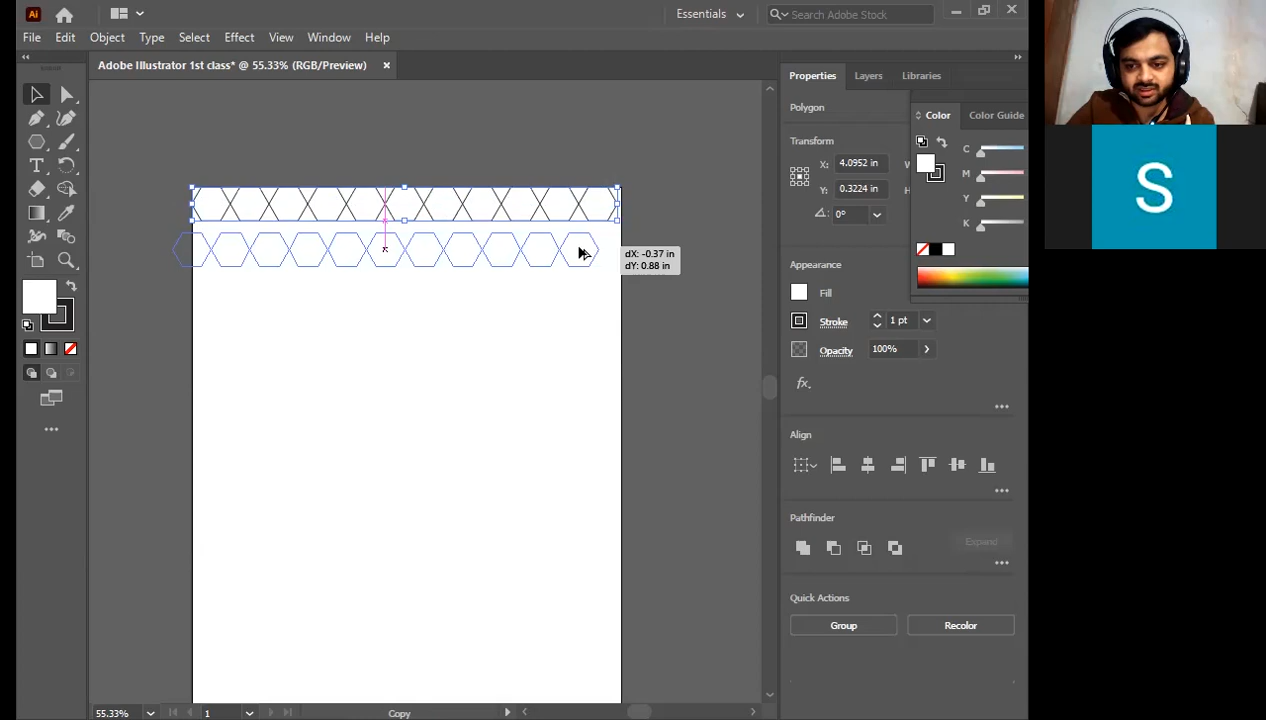 Ai
Essentials
Search Adobe Stock
File Edit Object Type Select Effect View Window Help
Adobe Illustrator 1st class* @ 55.33% (RGB/Preview)
Properties Layers Libraries
Polygon
Color Color Guide
Transform
X: 4.0952 in W
Y: 0.3224 in H
0°
C
M
Y
K
dX: -0.37 in
dY: 0.88 in
Appearance
Fill
Stroke 1 pt
Opacity 100%
fx.
Align
Pathfinder
Expand
Quick Actions
Group Recolor
55.33% 1 Copy
S